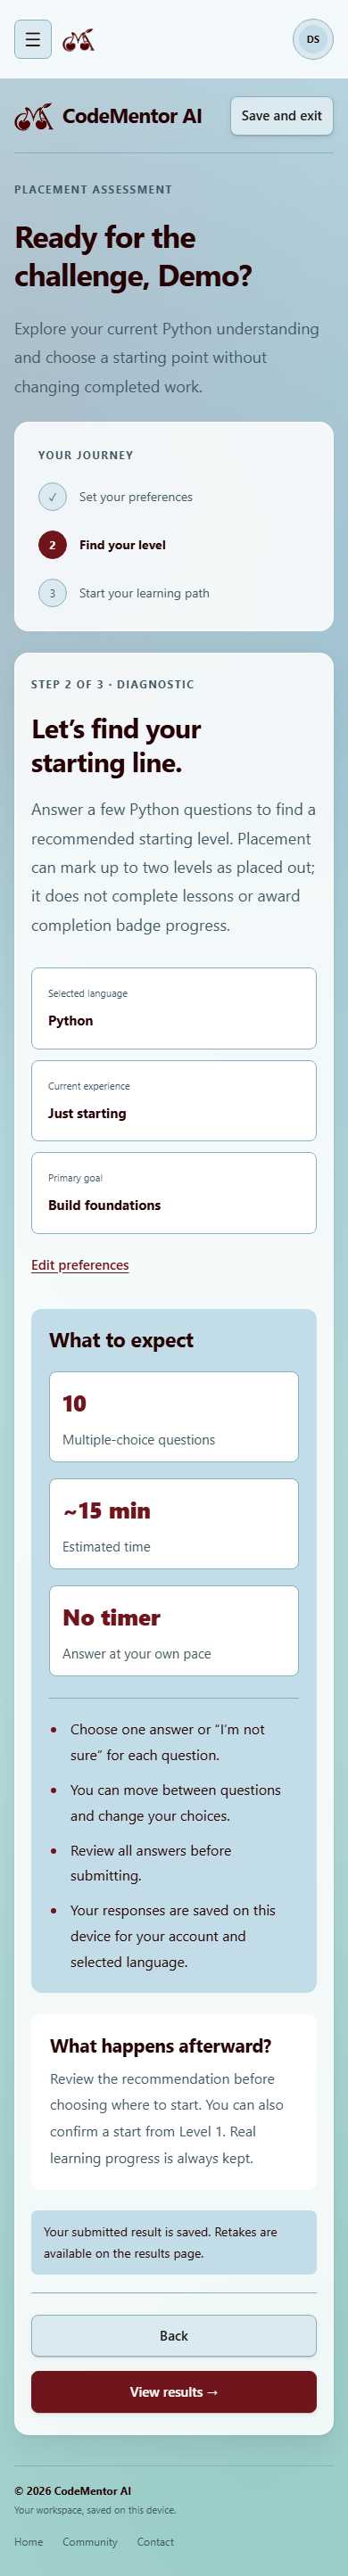 DS
CodeMentor AI
Save and exit
PLACEMENT ASSESSMENT
Ready for the
challenge, Demo?
Explore your current Python understanding
and choose a starting point without
changing completed work.
YOUR JOURNEY
✓ Set your preferences
2 Find your level
3 Start your learning path
STEP 2 OF 3 · DIAGNOSTIC
Let’s find your
starting line.
Answer a few Python questions to find a
recommended starting level. Placement
can mark up to two levels as placed out;
it does not complete lessons or award
completion badge progress.
Selected language
Python
Current experience
Just starting
Primary goal
Build foundations
Edit preferences
What to expect
10
Multiple-choice questions
~15 min
Estimated time
No timer
Answer at your own pace
• Choose one answer or “I’m not
sure” for each question.
• You can move between questions
and change your choices.
• Review all answers before
submitting.
• Your responses are saved on this
device for your account and
selected language.
What happens afterward?
Review the recommendation before
choosing where to start. You can also
confirm a start from Level 1. Real
learning progress is always kept.
Your submitted result is saved. Retakes are
available on the results page.
Back
View results →
© 2026 CodeMentor AI
Your workspace, saved on this device.
Home Community Contact